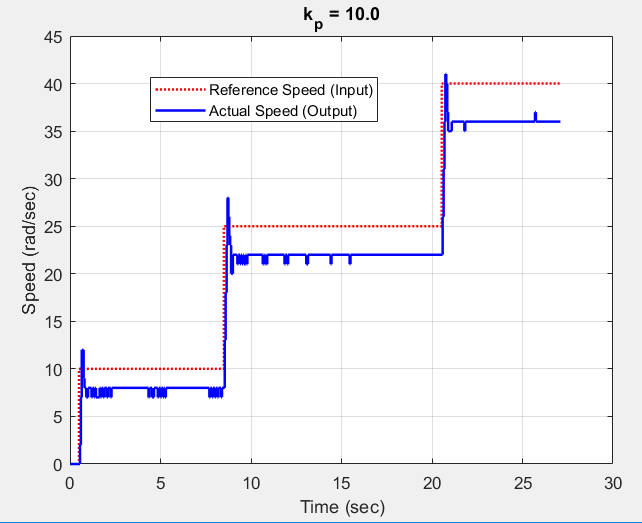 k_p = 10.0
45
40
35
30
25
20
15
10
5
0
Speed (rad/sec)
Reference Speed (Input)
Actual Speed (Output)
0 5 10 15 20 25 30
Time (sec)